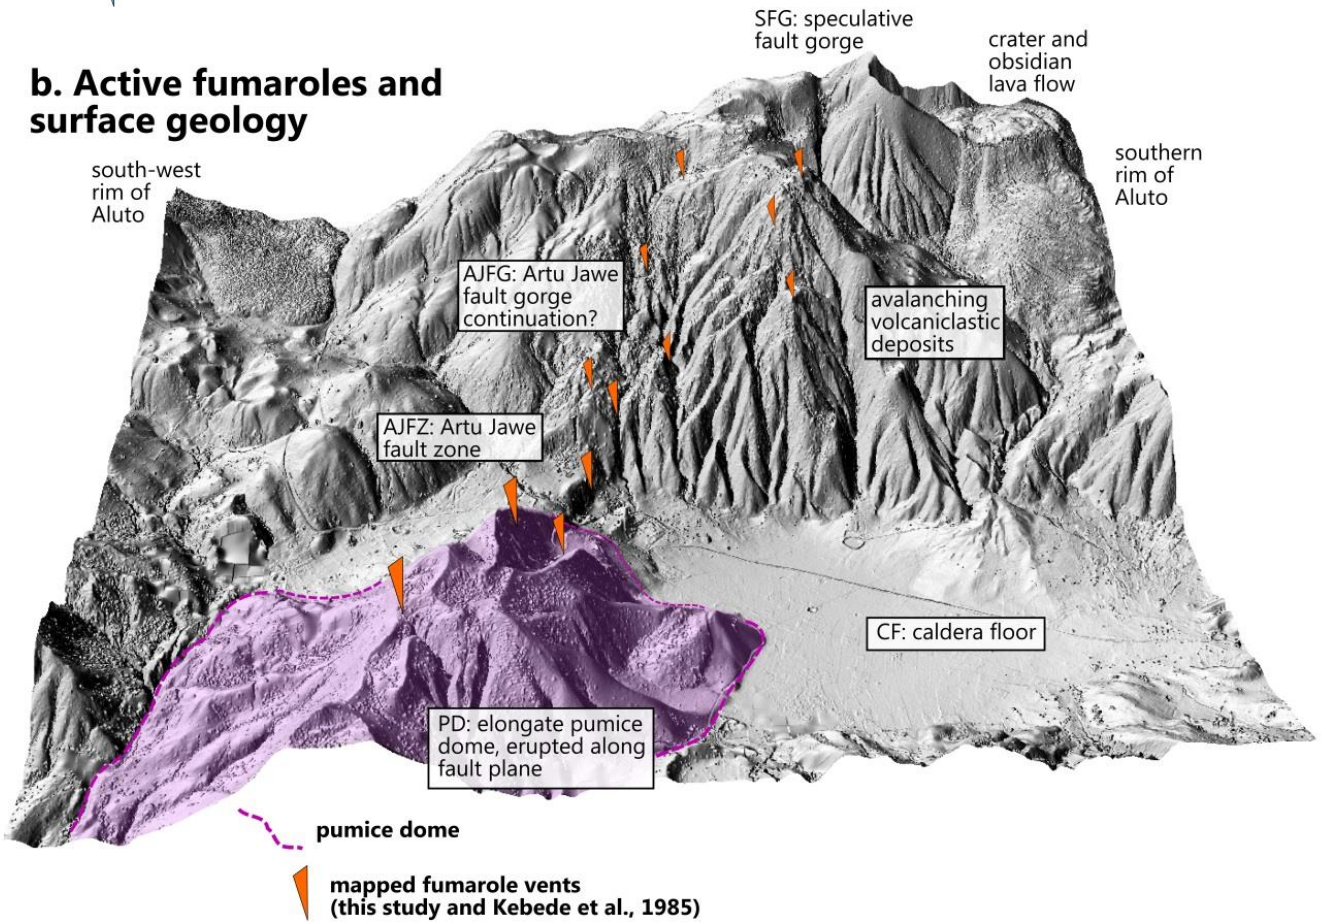 SFG: speculative
fault gorge
crater and
obsidian
lava flow
b. Active fumaroles and
surface geology
south-west
rim of
Aluto
southern
rim of
Aluto
AJFG: Artu Jawe
fault gorge
continuation?
avalanching
volcaniclastic
deposits
AJFZ: Artu Jawe
fault zone
CF: caldera floor
PD: elongate pumice
dome, erupted along
fault plane
pumice dome
mapped fumarole vents
(this study and Kebede et al., 1985)